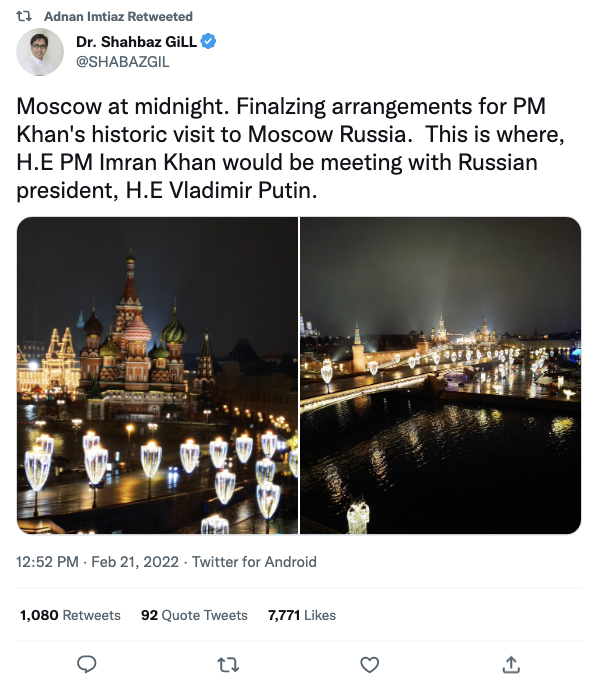 Adnan Imtiaz Retweeted
Dr. Shahbaz GiLL
@SHABAZGIL
Moscow at midnight. Finalzing arrangements for PM
Khan's historic visit to Moscow Russia.  This is where,
H.E PM Imran Khan would be meeting with Russian
president, H.E Vladimir Putin.
12:52 PM · Feb 21, 2022 · Twitter for Android
1,080 Retweets 92 Quote Tweets 7,771 Likes